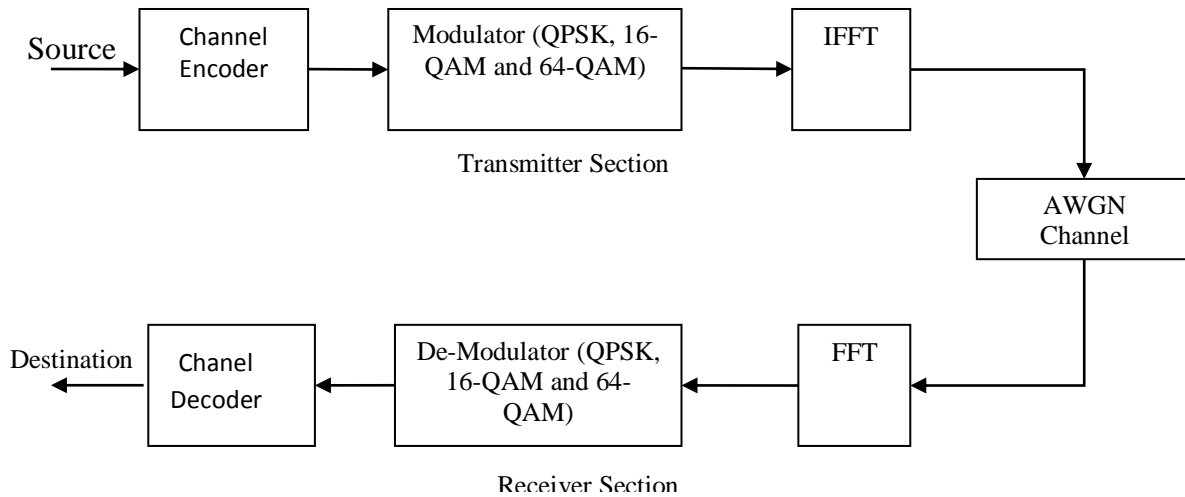 Source
Channel
Encoder
Modulator (QPSK, 16-
QAM and 64-QAM)
IFFT
Transmitter Section
AWGN
Channel
Destination
Chanel
Decoder
De-Modulator (QPSK,
16-QAM and 64-
QAM)
FFT
Receiver Section